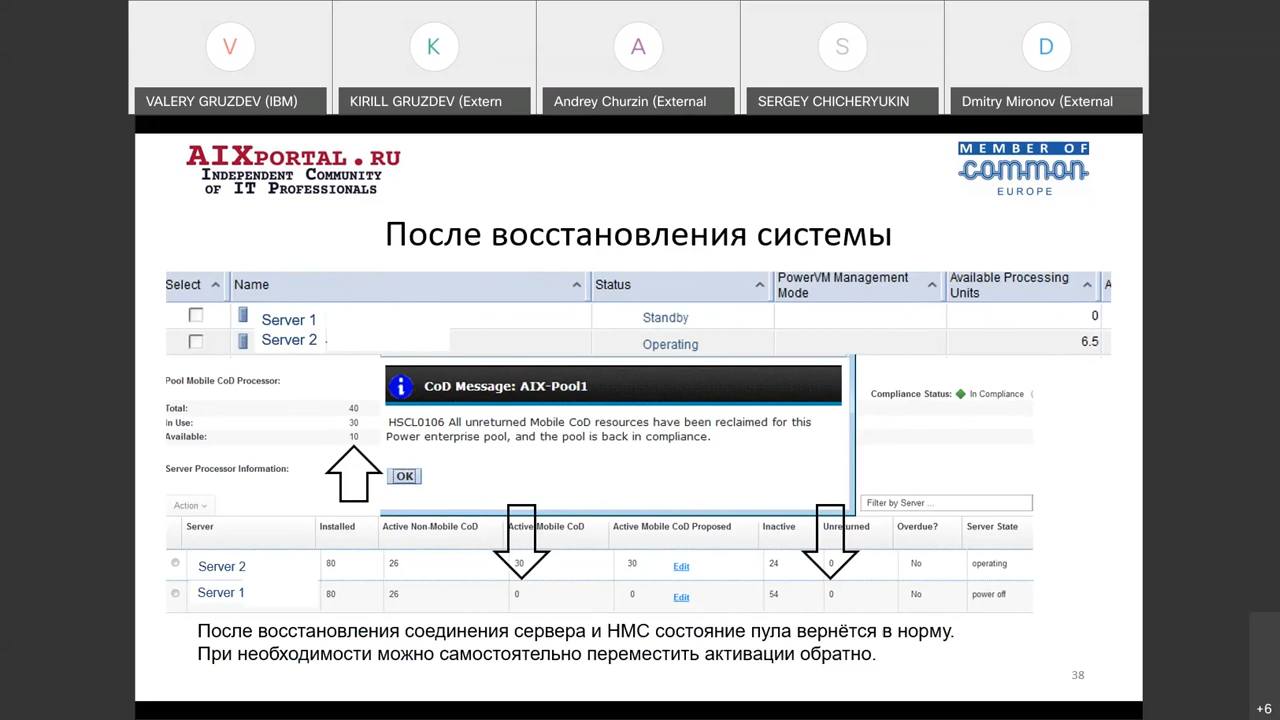 V
K
A
S
D
VALERY GRUZDEV (IBM)
KIRILL GRUZDEV (Extern
Andrey Churzin (External
SERGEY CHICHERYUKIN
Dmitry Mironov (External
AIXPORTAL.RU
INDEPENDENT COMMUNITY
OF IT PROFESSIONALS
MEMBER OF
common
EUROPE
После восстановления системы
Select Name Status PowerVM Management Mode Available Processing Units A
Server 1 Standby 0
Server 2 Operating 6.5
Pool Mobile CoD Processor:
Total: 40
In Use: 30
Available: 10
Server Processor Information:
CoD Message: AIX-Pool1
HSCL0106 All unreturned Mobile CoD resources have been reclaimed for this
Power enterprise pool, and the pool is back in compliance.
OK
Compliance Status: In Compliance
Action
Filter by Server ...
Server Installed Active Non-Mobile CoD Active Mobile CoD Active Mobile CoD Proposed Inactive Unreturned Overdue? Server State
Server 2 80 26 30 30 Edit 24 0 No operating
Server 1 80 26 0 0 Edit 54 0 No power off
После восстановления соединения сервера и HMC состояние пула вернётся в норму.
При необходимости можно самостоятельно переместить активации обратно.
38
+6